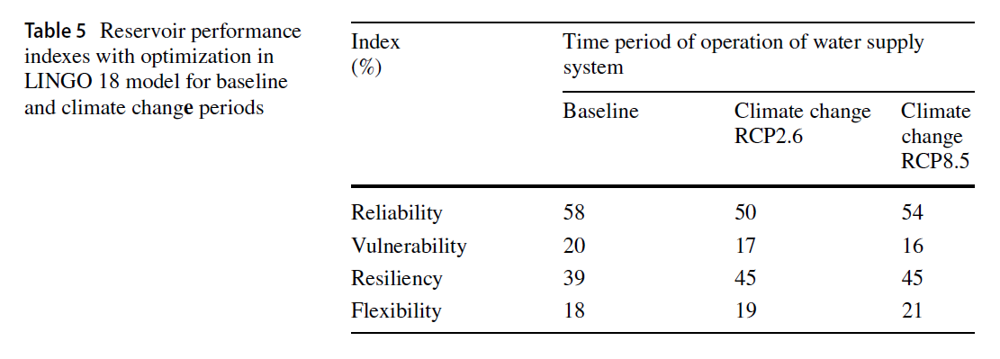 Table 5 Reservoir performance
indexes with optimization in
LINGO 18 model for baseline
and climate change periods
Index
(%)
Time period of operation of water supply
system
Baseline
Climate change
RCP2.6
Climate
change
RCP8.5
Reliability 58 50 54
Vulnerability 20 17 16
Resiliency 39 45 45
Flexibility 18 19 21